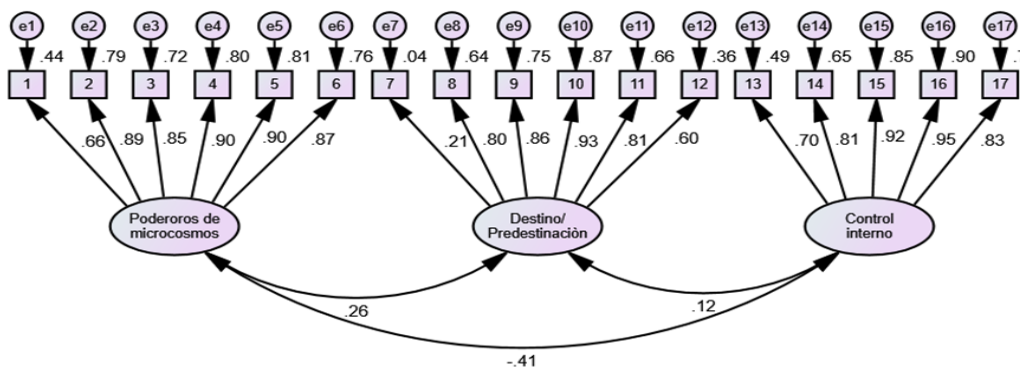 e1 e2 e3 e4 e5 e6 e7 e8 e9 e10 e11 e12 e13 e14 e15 e16 e17
.44 .79 .72 .80 .81 .76 .04 .64 .75 .87 .66 .36 .49 .65 .85 .90
1 2 3 4 5 6 7 8 9 10 11 12 13 14 15 16 17
.66 .89 .85 .90 .90 .87 .21 .80 .86 .93 .81 .60 .70 .81 .92 .95 .83
Poderoros de
microcosmos
Destino/
Predestinaciòn
Control
interno
.26
.12
-.41